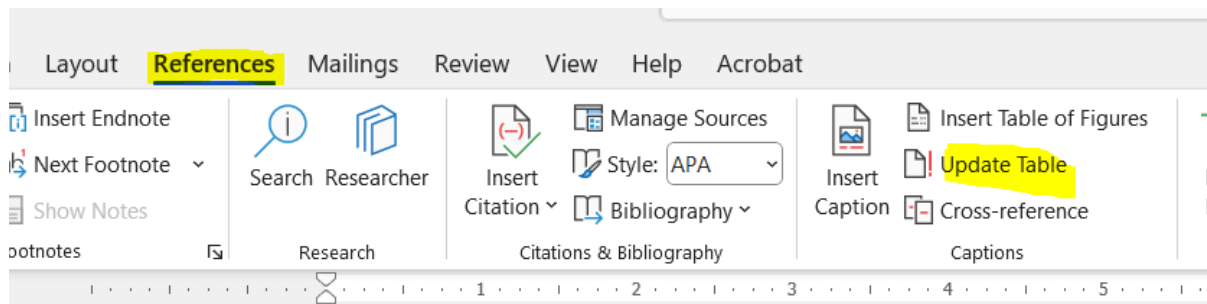 Layout References Mailings Review View Help Acrobat
Insert Endnote
Next Footnote
Show Notes
Search Researcher
Research
Insert
Citation
Manage Sources
Style: APA
Bibliography
Citations & Bibliography
Insert
Caption
Insert Table of Figures
Update Table
Cross-reference
Captions
1 2 3 4 5